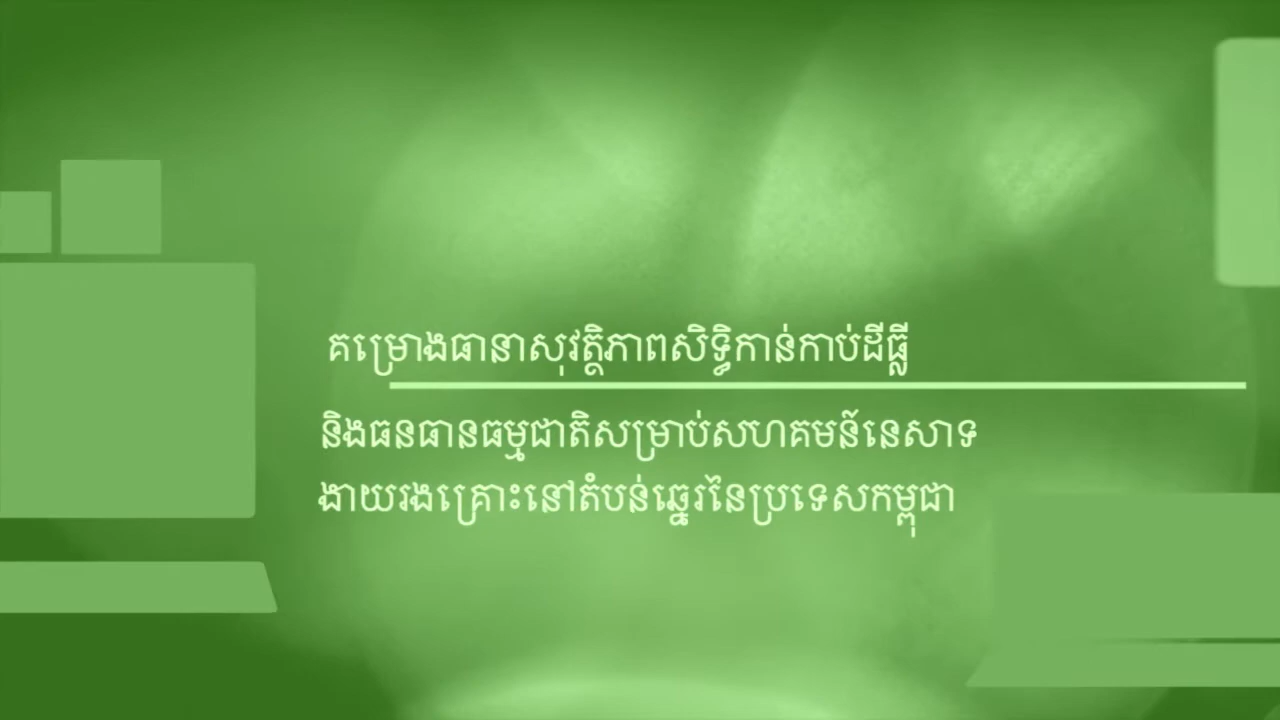 គម្រោងធានាសុវត្ថិភាពសិទ្ធិកាន់កាប់ដីធ្លី
និងធនធានធម្មជាតិសម្រាប់សហគមន៍នេសាទ
ងាយរងគ្រោះនៅតំបន់ឆ្នេរនៃប្រទេសកម្ពុជា